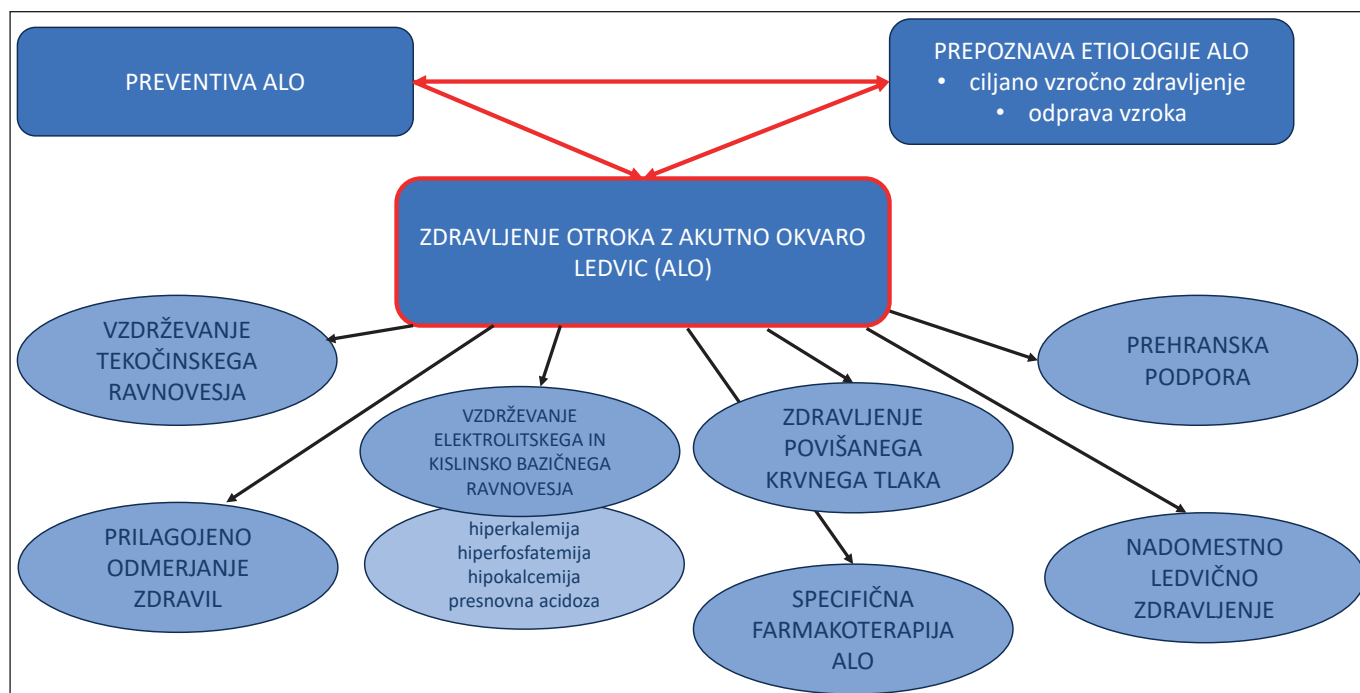 PREVENTIVA ALO
PREPOZNAVA ETIOLOGIJE ALO
• ciljano vzročno zdravljenje
• odprava vzroka
ZDRAVLJENJE OTROKA Z AKUTNO OKVARO
LEDVIC (ALO)
VZDRŽEVANJE
TEKOČINSKEGA
RAVNOVESJA
PREHRANSKA
PODPORA
VZDRŽEVANJE
ELEKTROLITSKEGA IN
KISLINSKO BAZIČNEGA
RAVNOVESJA
ZDRAVLJENJE
POVIŠANEGA
KRVNEGA TLAKA
PRILAGOJENO
ODMERJANJE
ZDRAVIL
hiperkalemija
hiperfosfatemija
hipokalcemija
presnovna acidoza
SPECIFIČNA
FARMAKOTERAPIJA
ALO
NADOMESTNO
LEDVIČNO
ZDRAVLJENJE